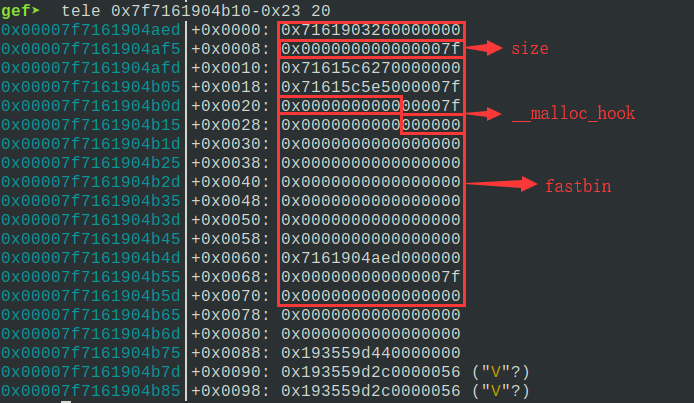 gef➤ tele 0x7f7161904b10-0x23 20
0x00007f7161904aed +0x0000: 0x7161903260000000
0x00007f7161904af5 +0x0008: 0x000000000000007f size
0x00007f7161904afd +0x0010: 0x71615c6270000000
0x00007f7161904b05 +0x0018: 0x71615c5e5000007f
0x00007f7161904b0d +0x0020: 0x000000000000007f __malloc_hook
0x00007f7161904b15 +0x0028: 0x0000000000000000
0x00007f7161904b1d +0x0030: 0x0000000000000000
0x00007f7161904b25 +0x0038: 0x0000000000000000
0x00007f7161904b2d +0x0040: 0x0000000000000000 fastbin
0x00007f7161904b35 +0x0048: 0x0000000000000000
0x00007f7161904b3d +0x0050: 0x0000000000000000
0x00007f7161904b45 +0x0058: 0x0000000000000000
0x00007f7161904b4d +0x0060: 0x7161904aed000000
0x00007f7161904b55 +0x0068: 0x000000000000007f
0x00007f7161904b5d +0x0070: 0x0000000000000000
0x00007f7161904b65 +0x0078: 0x0000000000000000
0x00007f7161904b6d +0x0080: 0x0000000000000000
0x00007f7161904b75 +0x0088: 0x193559d440000000
0x00007f7161904b7d +0x0090: 0x193559d2c0000056 ("V"?)
0x00007f7161904b85 +0x0098: 0x193559d2c0000056 ("V"?)